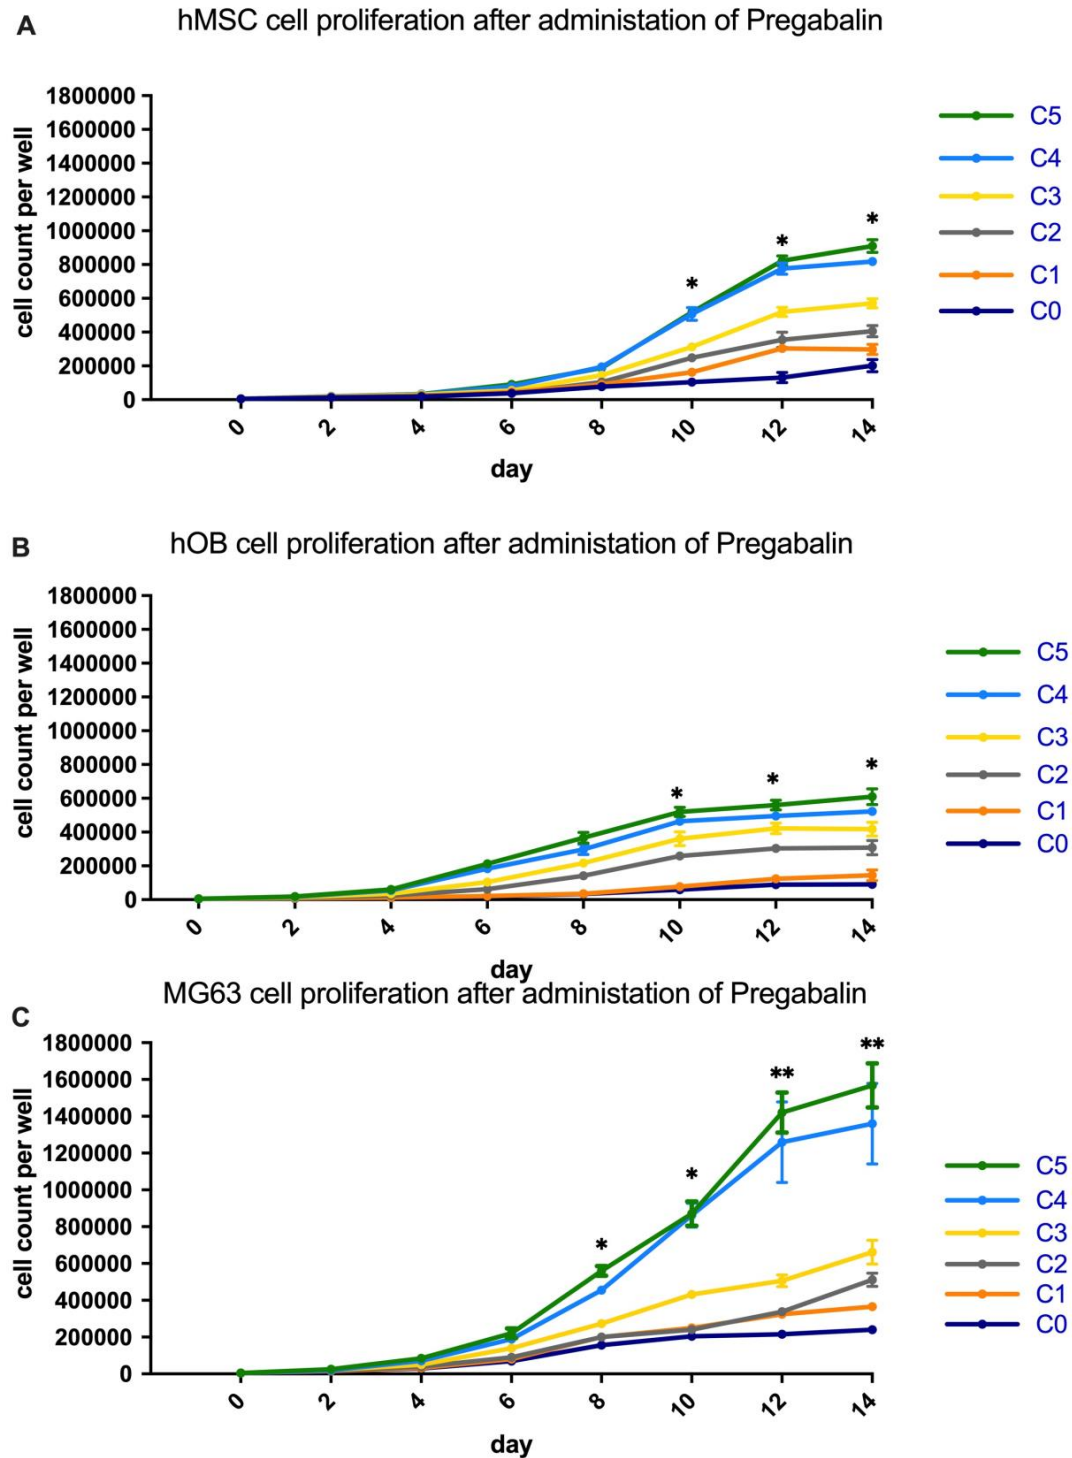 A
hMSC cell proliferation after administation of Pregabalin
cell count per well
1800000
1600000
1400000
1200000
1000000
800000
600000
400000
200000
0
* * *
0 2 4 6 8 10 12 14
day
C5
C4
C3
C2
C1
C0
B
hOB cell proliferation after administation of Pregabalin
cell count per well
1800000
1600000
1400000
1200000
1000000
800000
600000
400000
200000
0
* * *
0 2 4 6 8 10 12 14
day
C5
C4
C3
C2
C1
C0
C
MG63 cell proliferation after administation of Pregabalin
cell count per well
1800000
1600000
1400000
1200000
1000000
800000
600000
400000
200000
0
* * ** **
0 2 4 6 8 10 12 14
day
C5
C4
C3
C2
C1
C0